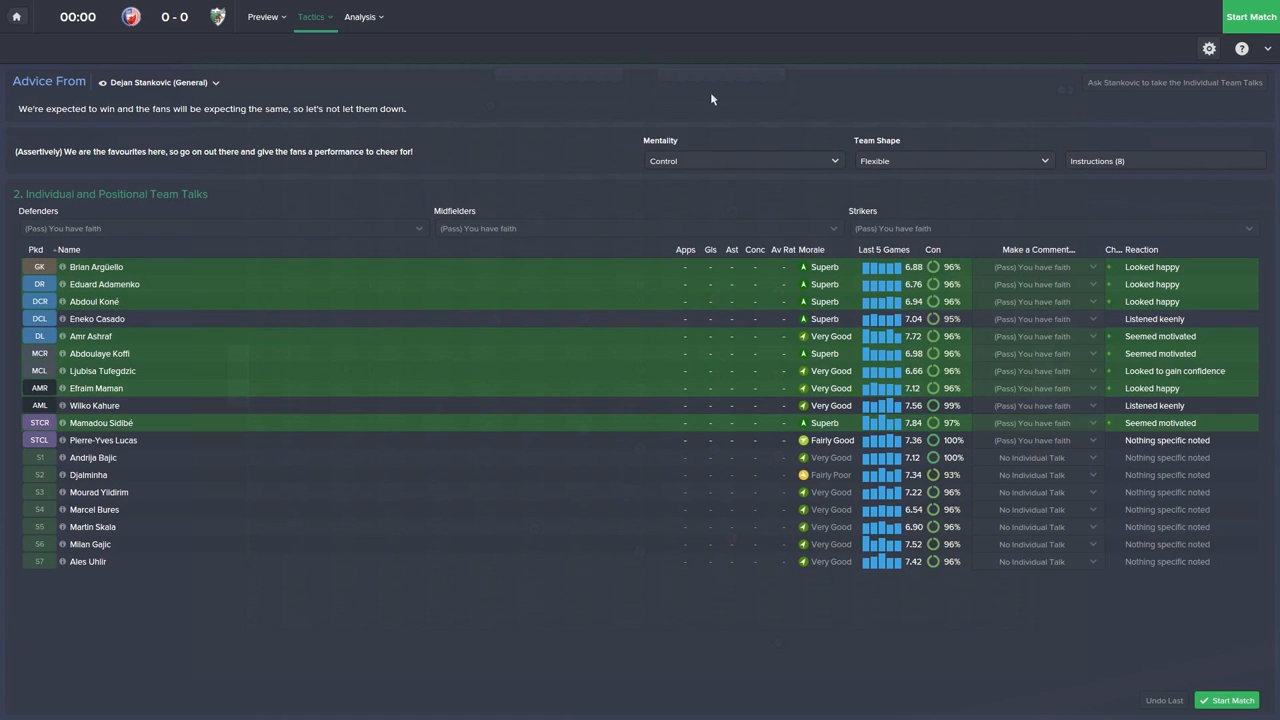 00:00 0 - 0 Preview Tactics Analysis Start Match
Advice From Dejan Stankovic (General) Ask Stankovic to take the Individual Team Talks
We're expected to win and the fans will be expecting the same, so let's not let them down.
Mentality Team Shape
(Assertively) We are the favourites here, so go on out there and give the fans a performance to cheer for!
Control Flexible Instructions (8)
2. Individual and Positional Team Talks
Defenders Midfielders Strikers
(Pass) You have faith (Pass) You have faith (Pass) You have faith
Pkd Name Apps Gls Ast Conc Av Rat Morale Last 5 Games Con Make a Comment... Ch... Reaction
GK Brian Argüello - - - - - Superb 6.88 96% (Pass) You have faith Looked happy
DR Eduard Adamenko - - - - - Superb 6.76 96% (Pass) You have faith Looked happy
DCR Abdoul Koné - - - - - Superb 6.94 96% (Pass) You have faith Looked happy
DCL Eneko Casado - - - - - Superb 7.04 95% (Pass) You have faith Listened keenly
DL Amr Ashraf - - - - - Very Good 7.72 96% (Pass) You have faith Seemed motivated
MCR Abdoulaye Koffi - - - - - Superb 6.98 96% (Pass) You have faith Seemed motivated
MCL Ljubisa Tufegdzic - - - - - Very Good 6.66 96% (Pass) You have faith Looked to gain confidence
AMR Efraim Maman - - - - - Very Good 7.12 96% (Pass) You have faith Looked happy
AML Wilko Kahure - - - - - Very Good 7.56 99% (Pass) You have faith Listened keenly
STCR Mamadou Sidibé - - - - - Superb 7.84 97% (Pass) You have faith Seemed motivated
STCL Pierre-Yves Lucas - - - - - Fairly Good 7.36 100% (Pass) You have faith Nothing specific noted
S1 Andrija Bajic - - - - - Very Good 7.12 100% No Individual Talk Nothing specific noted
S2 Djalminha - - - - - Fairly Poor 7.34 93% No Individual Talk Nothing specific noted
S3 Mourad Yildirim - - - - - Very Good 7.22 96% No Individual Talk Nothing specific noted
S4 Marcel Bures - - - - - Very Good 6.54 96% No Individual Talk Nothing specific noted
S5 Martin Skala - - - - - Very Good 6.90 96% No Individual Talk Nothing specific noted
S6 Milan Gajic - - - - - Very Good 7.52 96% No Individual Talk Nothing specific noted
S7 Ales Uhlir - - - - - Very Good 7.42 96% No Individual Talk Nothing specific noted
Undo Last Start Match